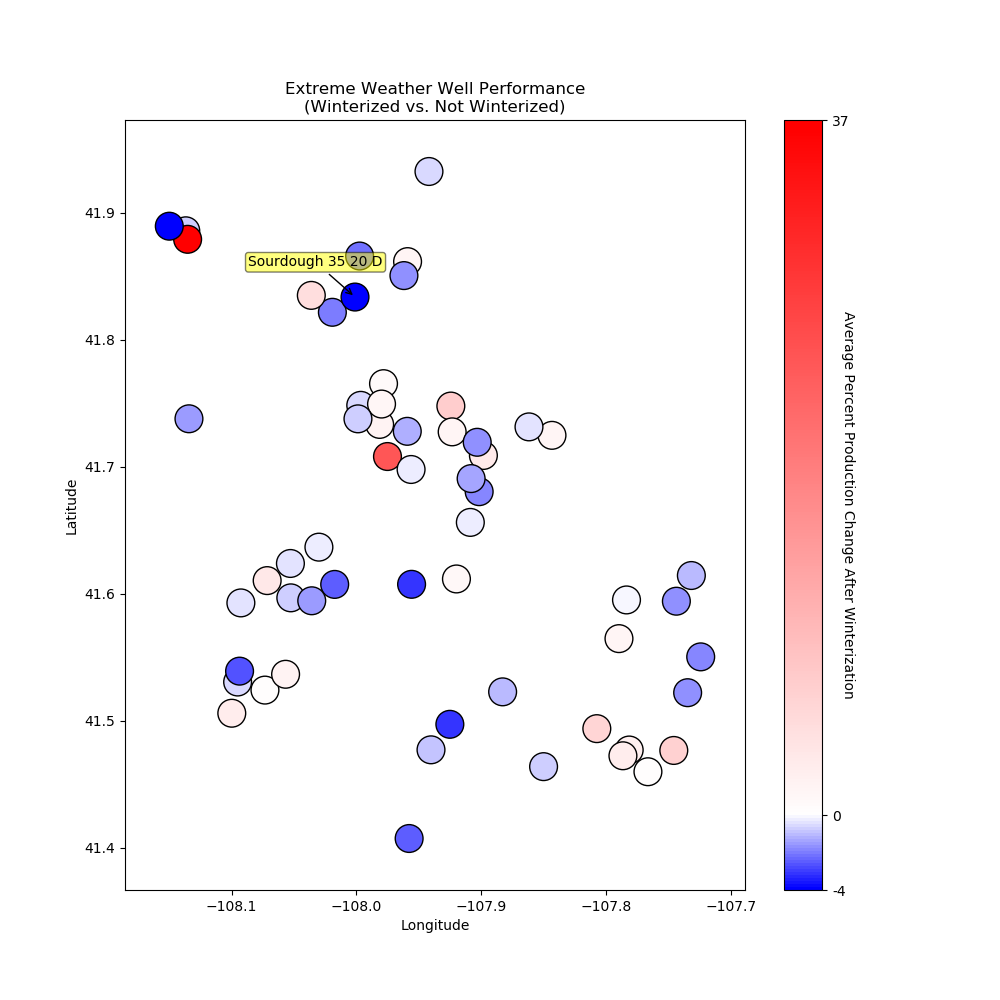 Extreme Weather Well Performance
(Winterized vs. Not Winterized)
37
41.9
Sourdough 35 20 D
41.8
41.7
Latitude
Average Percent Production Change After Winterization
41.6
41.5
0
41.4
-4
−108.1
−108.0
−107.9
−107.8
−107.7
Longitude